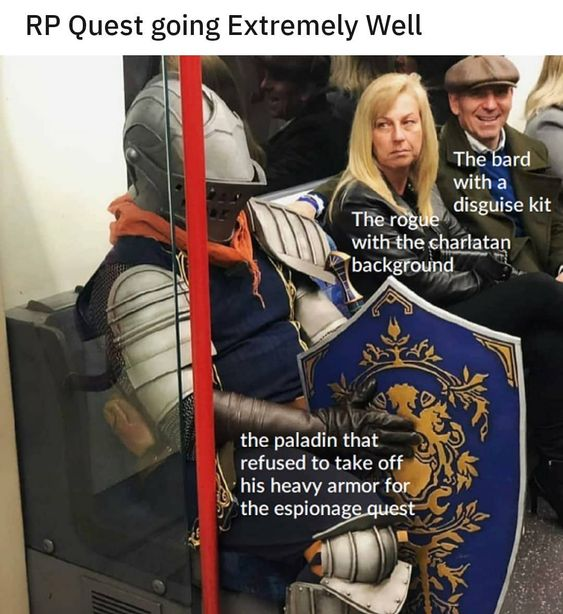 RP Quest going Extremely Well
The bard
with a
disguise kit
The rogue
with the charlatan
background
the paladin that
refused to take off
his heavy armor for
the espionage quest